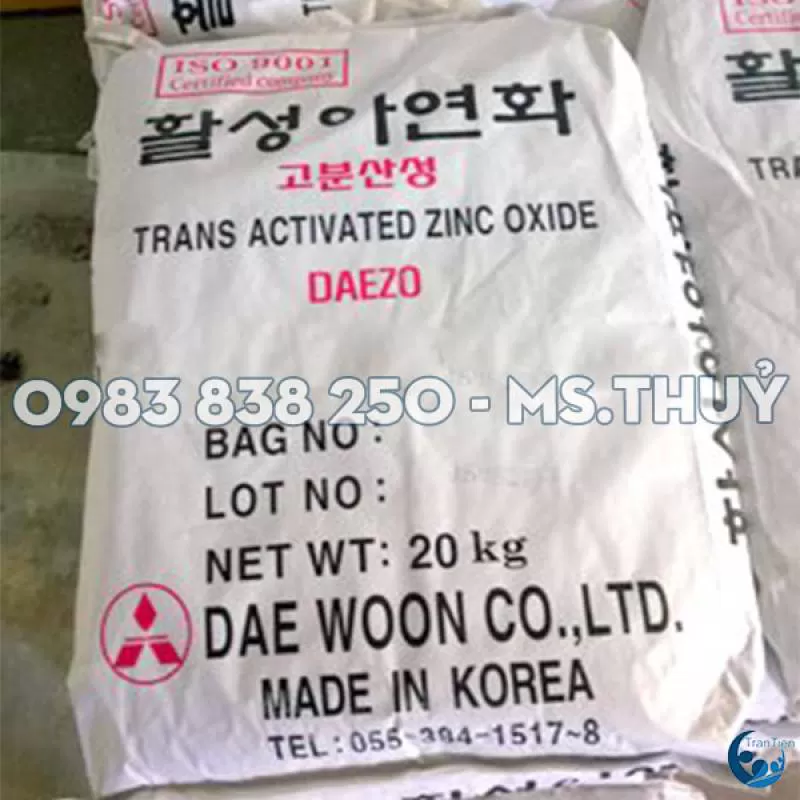 ISO 9001
Certified company
활성아연화
고분산성
TRANS ACTIVATED ZINC OXIDE
DAEZO
0983 838 250 - MS.THUỶ
BAG NO :
LOT NO :
NET WT: 20 kg
DAE WOON CO.,LTD.
MADE IN KOREA
TEL : 055-394-1517~8
TranTien